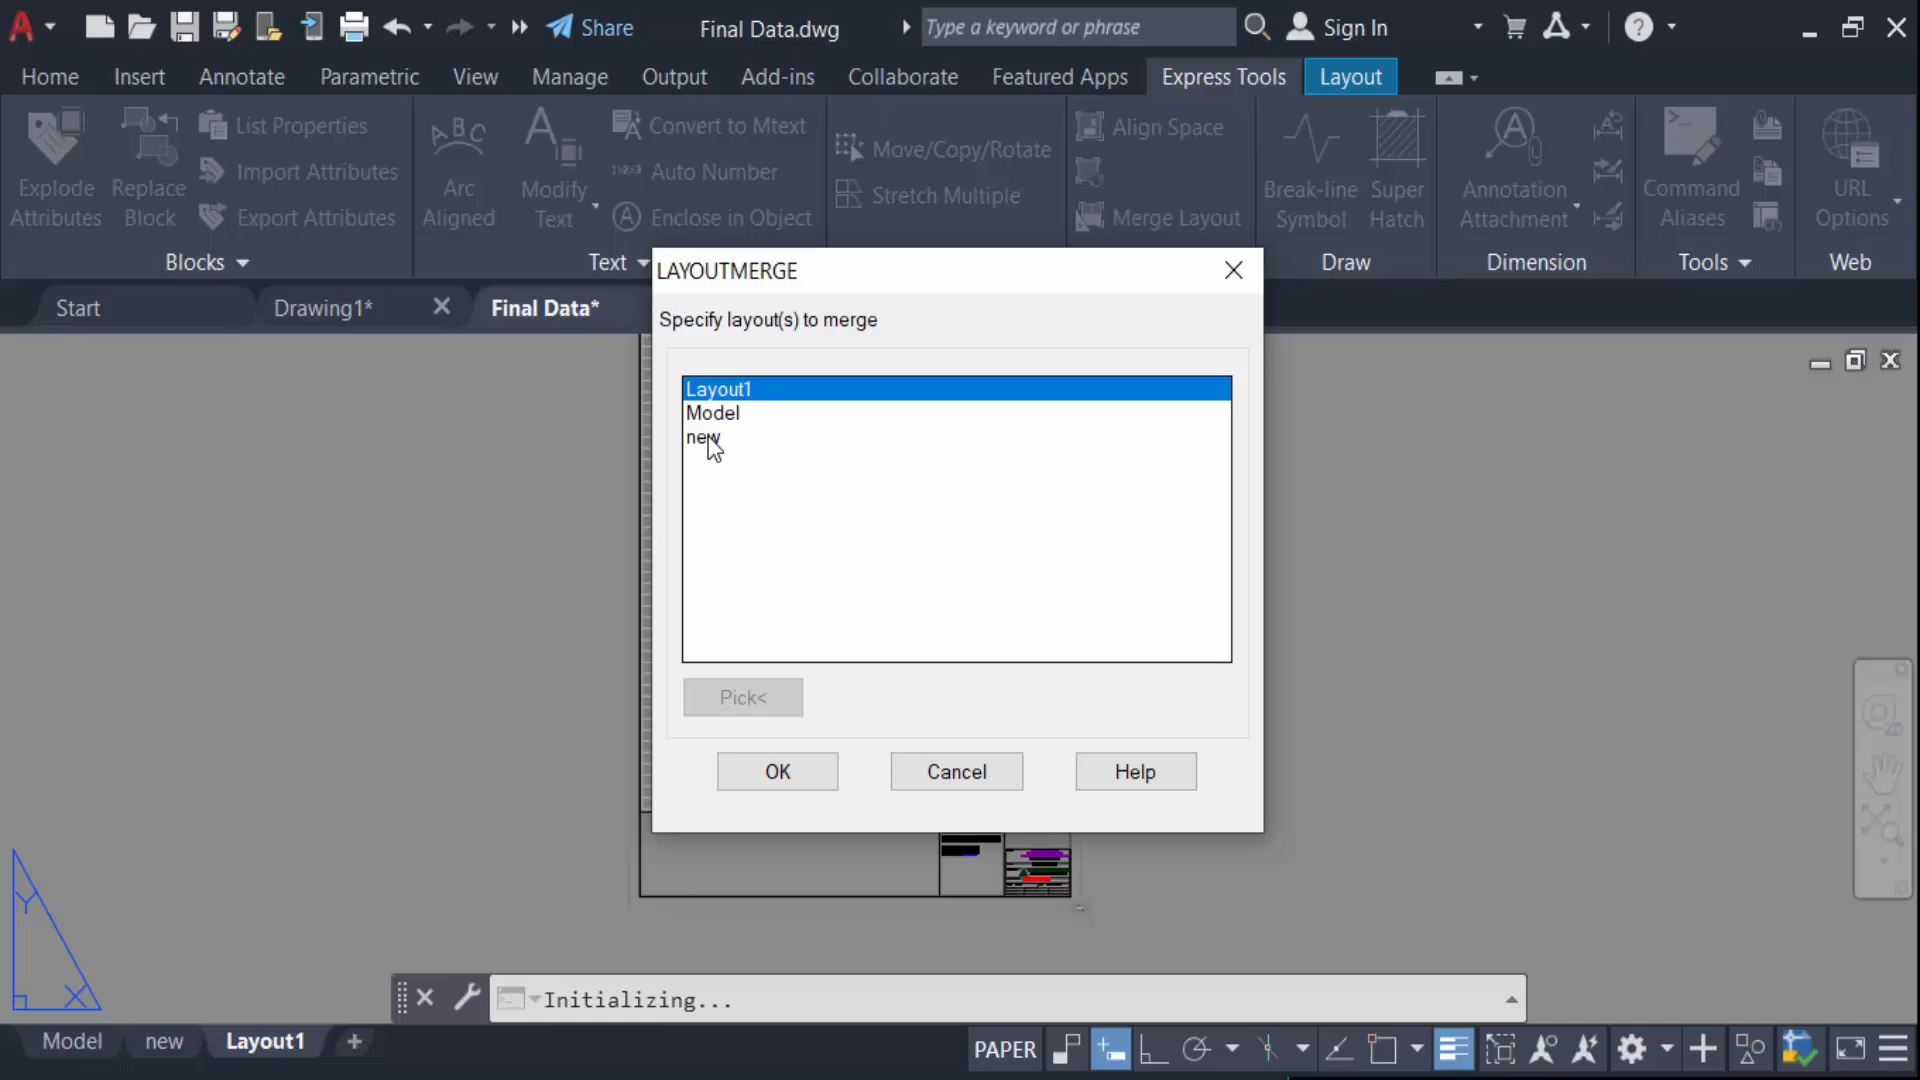 Share
Final Data.dwg
Type a keyword or phrase
Sign In
Home
Insert
Annotate
Parametric
View
Manage
Output
Add-ins
Collaborate
Featured Apps
Express Tools
Layout
Explode
Attributes
Replace
Block
List Properties
Import Attributes
Export Attributes
Blocks
Arc
Aligned
Modify
Text
Convert to Mtext
Auto Number
Enclose in Object
Text
Move/Copy/Rotate
Stretch Multiple
Align Space
Merge Layout
Break-line
Symbol
Super
Hatch
Draw
Annotation
Attachment
Dimension
Command
Aliases
Tools
URL
Options
Web
Start
Drawing1*
Final Data*
LAYOUTMERGE
Specify layout(s) to merge
Layout1
Model
new
Pick<
OK
Cancel
Help
Y
X
Initializing...
Model
new
Layout1
PAPER